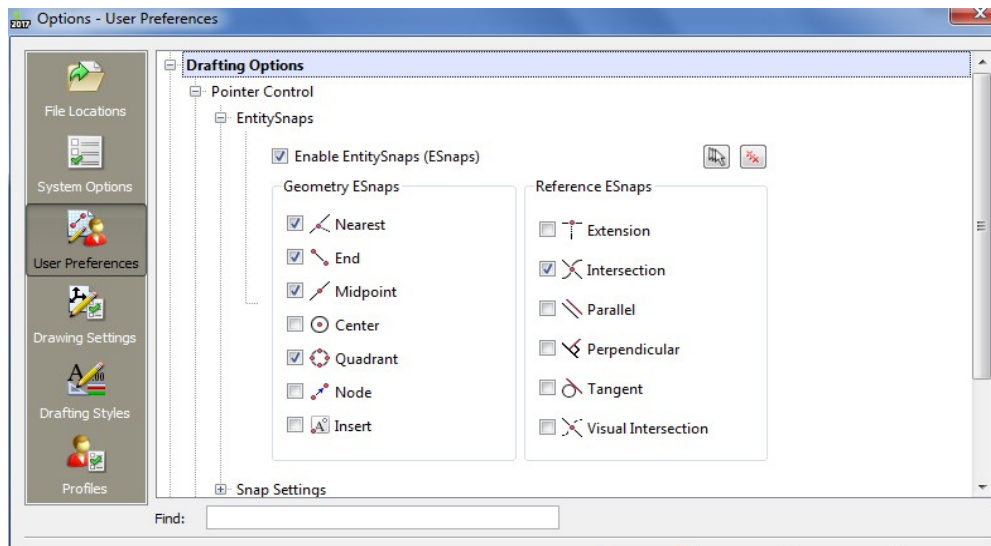 2017 Options - User Preferences
File Locations
System Options
User Preferences
Drawing Settings
Drafting Styles
Profiles
Drafting Options
Pointer Control
EntitySnaps
Enable EntitySnaps (ESnaps)
Geometry ESnaps
Nearest
End
Midpoint
Center
Quadrant
Node
Insert
Reference ESnaps
Extension
Intersection
Parallel
Perpendicular
Tangent
Visual Intersection
Snap Settings
Find: